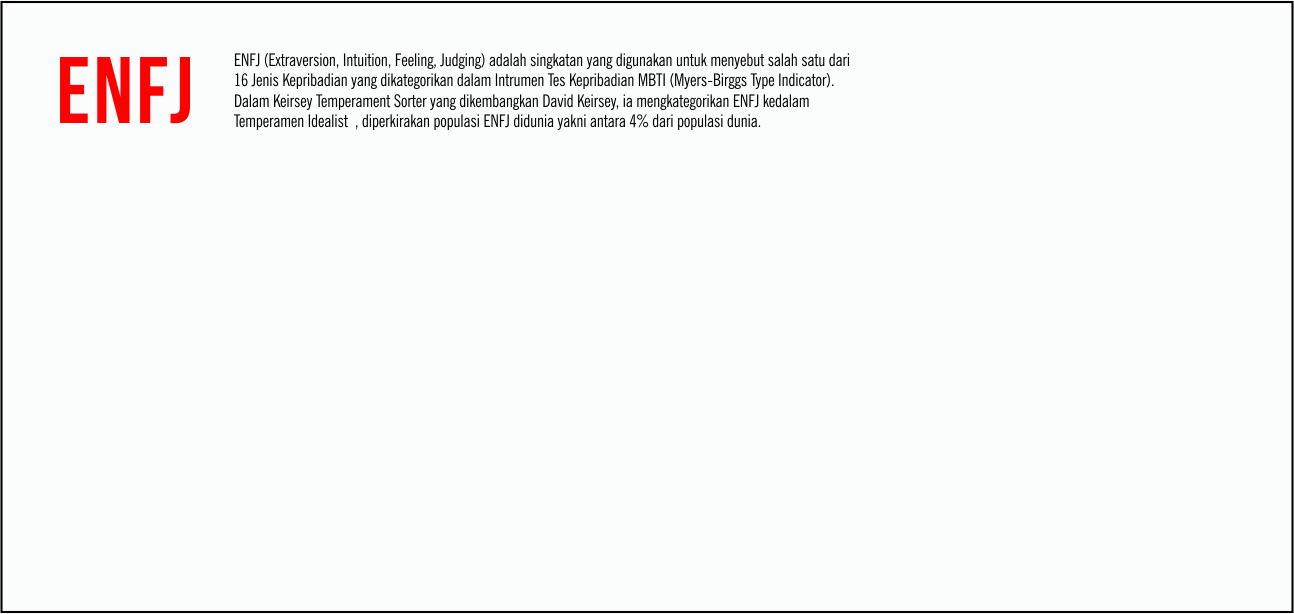 ENFJ
ENFJ (Extraversion, Intuition, Feeling, Judging) adalah singkatan yang digunakan untuk menyebut salah satu dari
16 Jenis Kepribadian yang dikategorikan dalam Intrumen Tes Kepribadian MBTI (Myers-Birggs Type Indicator).
Dalam Keirsey Temperament Sorter yang dikembangkan David Keirsey, ia mengkategorikan ENFJ kedalam
Temperamen Idealist , diperkirakan populasi ENFJ didunia yakni antara 4% dari populasi dunia.